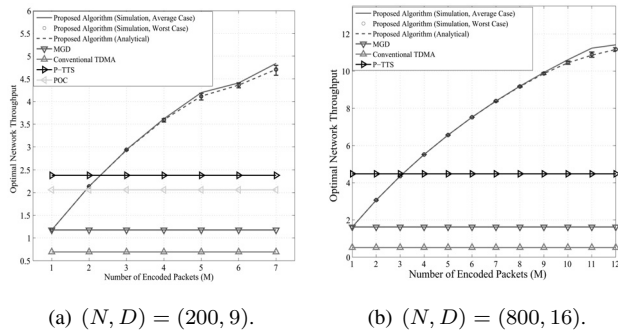 Proposed Algorithm (Simulation, Average Case)
Proposed Algorithm (Simulation, Worst Case)
Proposed Algorithm (Analytical)
MGD
Conventional TDMA
P−TTS
POC
Optimal Network Throughput
6
5.5
5
4.5
4
3.5
3
2.5
2
1.5
1
0.5
1 2 3 4 5 6 7
Number of Encoded Packets (M)
(a) (N, D) = (200, 9).
Proposed Algorithm (Simulation, Average Case)
Proposed Algorithm (Simulation, Worst Case)
Proposed Algorithm (Analytical)
MGD
Conventional TDMA
P−TTS
Optimal Network Throughput
12
10
8
6
4
2
0
1 2 3 4 5 6 7 8 9 10 11 12
Number of Encoded Packets (M)
(b) (N, D) = (800, 16).